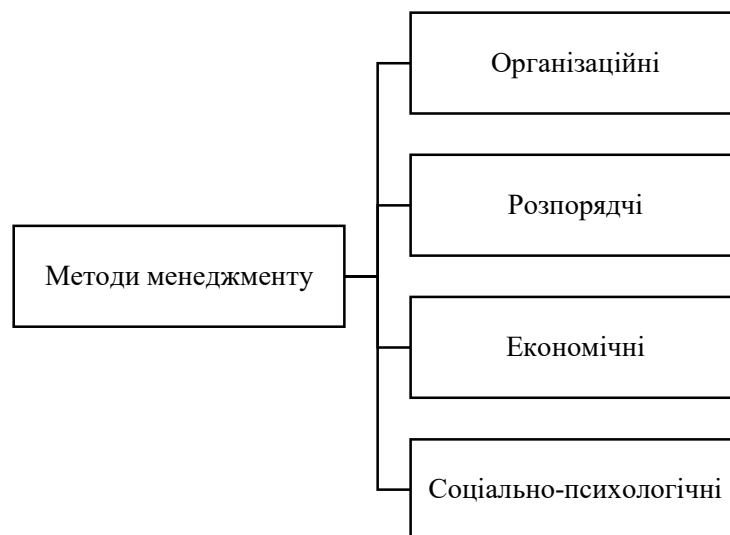 Організаційні
Розпорядчі
Методи менеджменту
Економічні
Соціально-психологічні